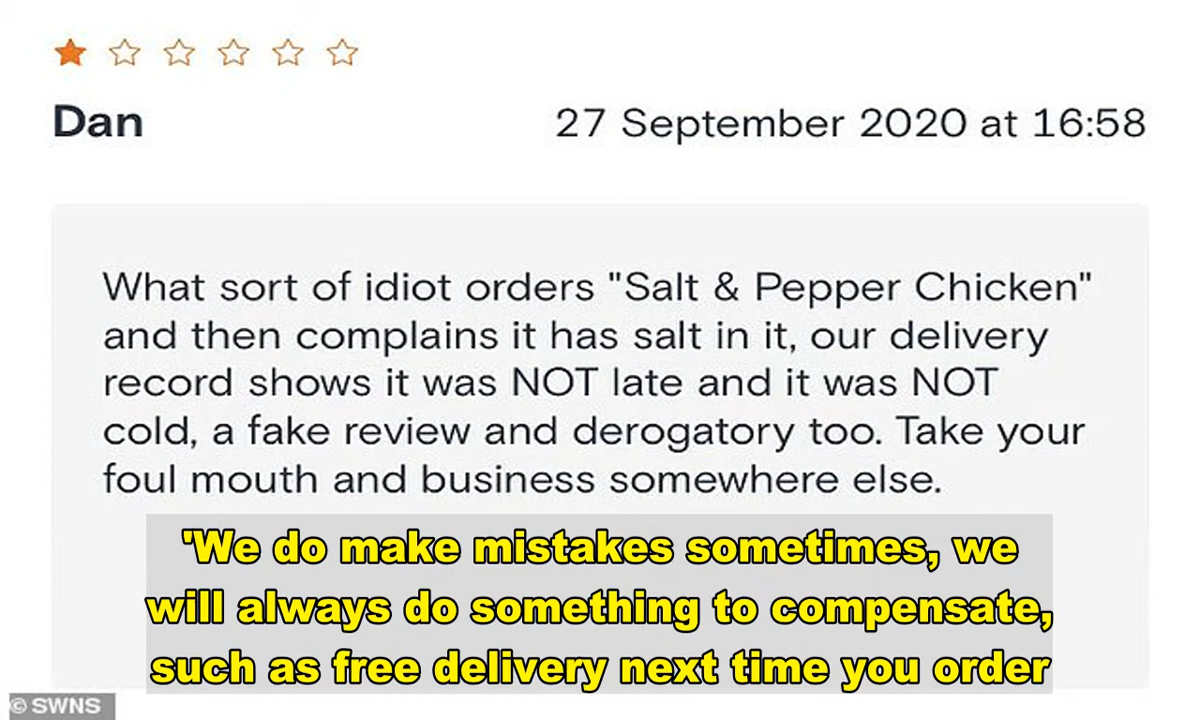 Dan
27 September 2020 at 16:58
What sort of idiot orders "Salt & Pepper Chicken"
and then complains it has salt in it, our delivery
record shows it was NOT late and it was NOT
cold, a fake review and derogatory too. Take your
foul mouth and business somewhere else.
'We do make mistakes sometimes, we
will always do something to compensate,
such as free delivery next time you order
© SWNS